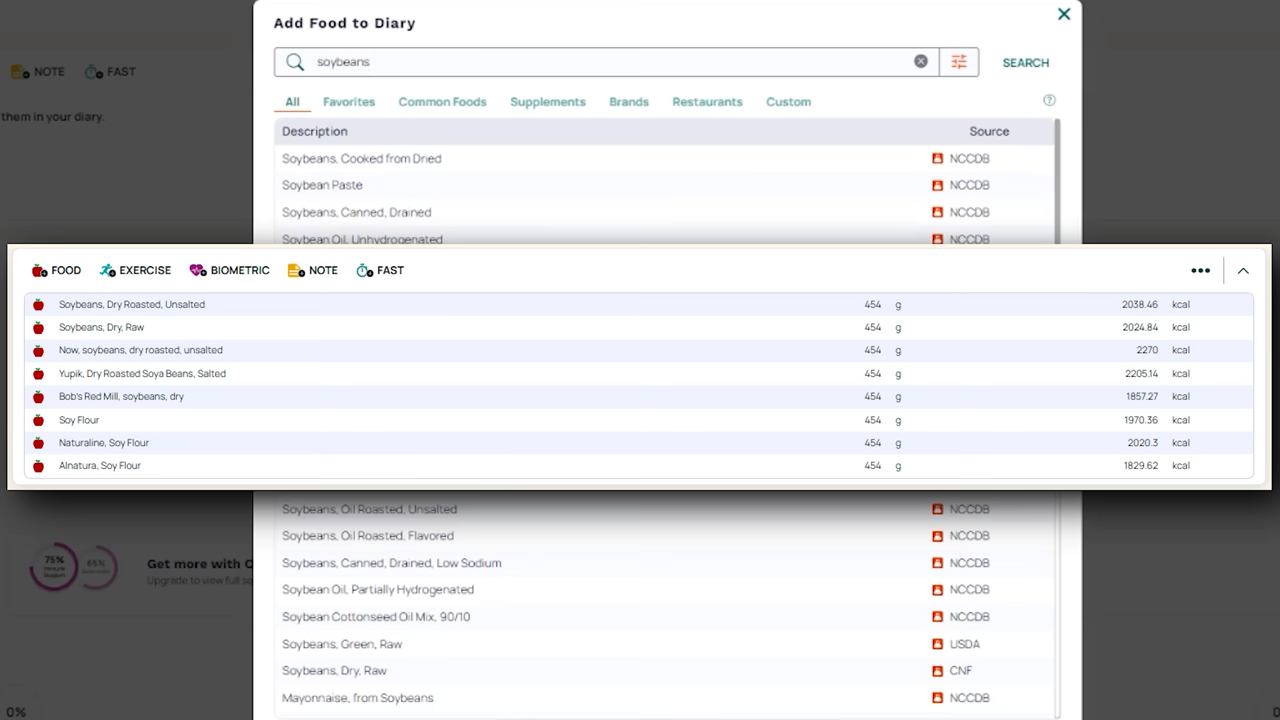 Add Food to Diary
soybeans
SEARCH
NOTE FAST
All Favorites Common Foods Supplements Brands Restaurants Custom
them in your diary.
Description Source
Soybeans, Cooked from Dried NCCDB
Soybean Paste NCCDB
Soybeans, Canned, Drained NCCDB
Soybean Oil, Unhydrogenated NCCDB
FOOD EXERCISE BIOMETRIC NOTE FAST
Soybeans, Dry Roasted, Unsalted 454 g 2038.46 kcal
Soybeans, Dry, Raw 454 g 2024.84 kcal
Now, soybeans, dry roasted, unsalted 454 g 2270 kcal
Yupik, Dry Roasted Soya Beans, Salted 454 g 2205.14 kcal
Bob's Red Mill, soybeans, dry 454 g 1857.27 kcal
Soy Flour 454 g 1970.36 kcal
Naturaline, Soy Flour 454 g 2020.3 kcal
Alnatura, Soy Flour 454 g 1829.62 kcal
Soybeans, Oil Roasted, Unsalted NCCDB
Soybeans, Oil Roasted, Flavored NCCDB
Soybeans, Canned, Drained, Low Sodium NCCDB
75% 65%
Get more with
Upgrade to view full
Soybean Oil, Partially Hydrogenated NCCDB
Soybean Cottonseed Oil Mix, 90/10 NCCDB
Soybeans, Green, Raw USDA
Soybeans, Dry, Raw CNF
Mayonnaise, from Soybeans NCCDB
0%